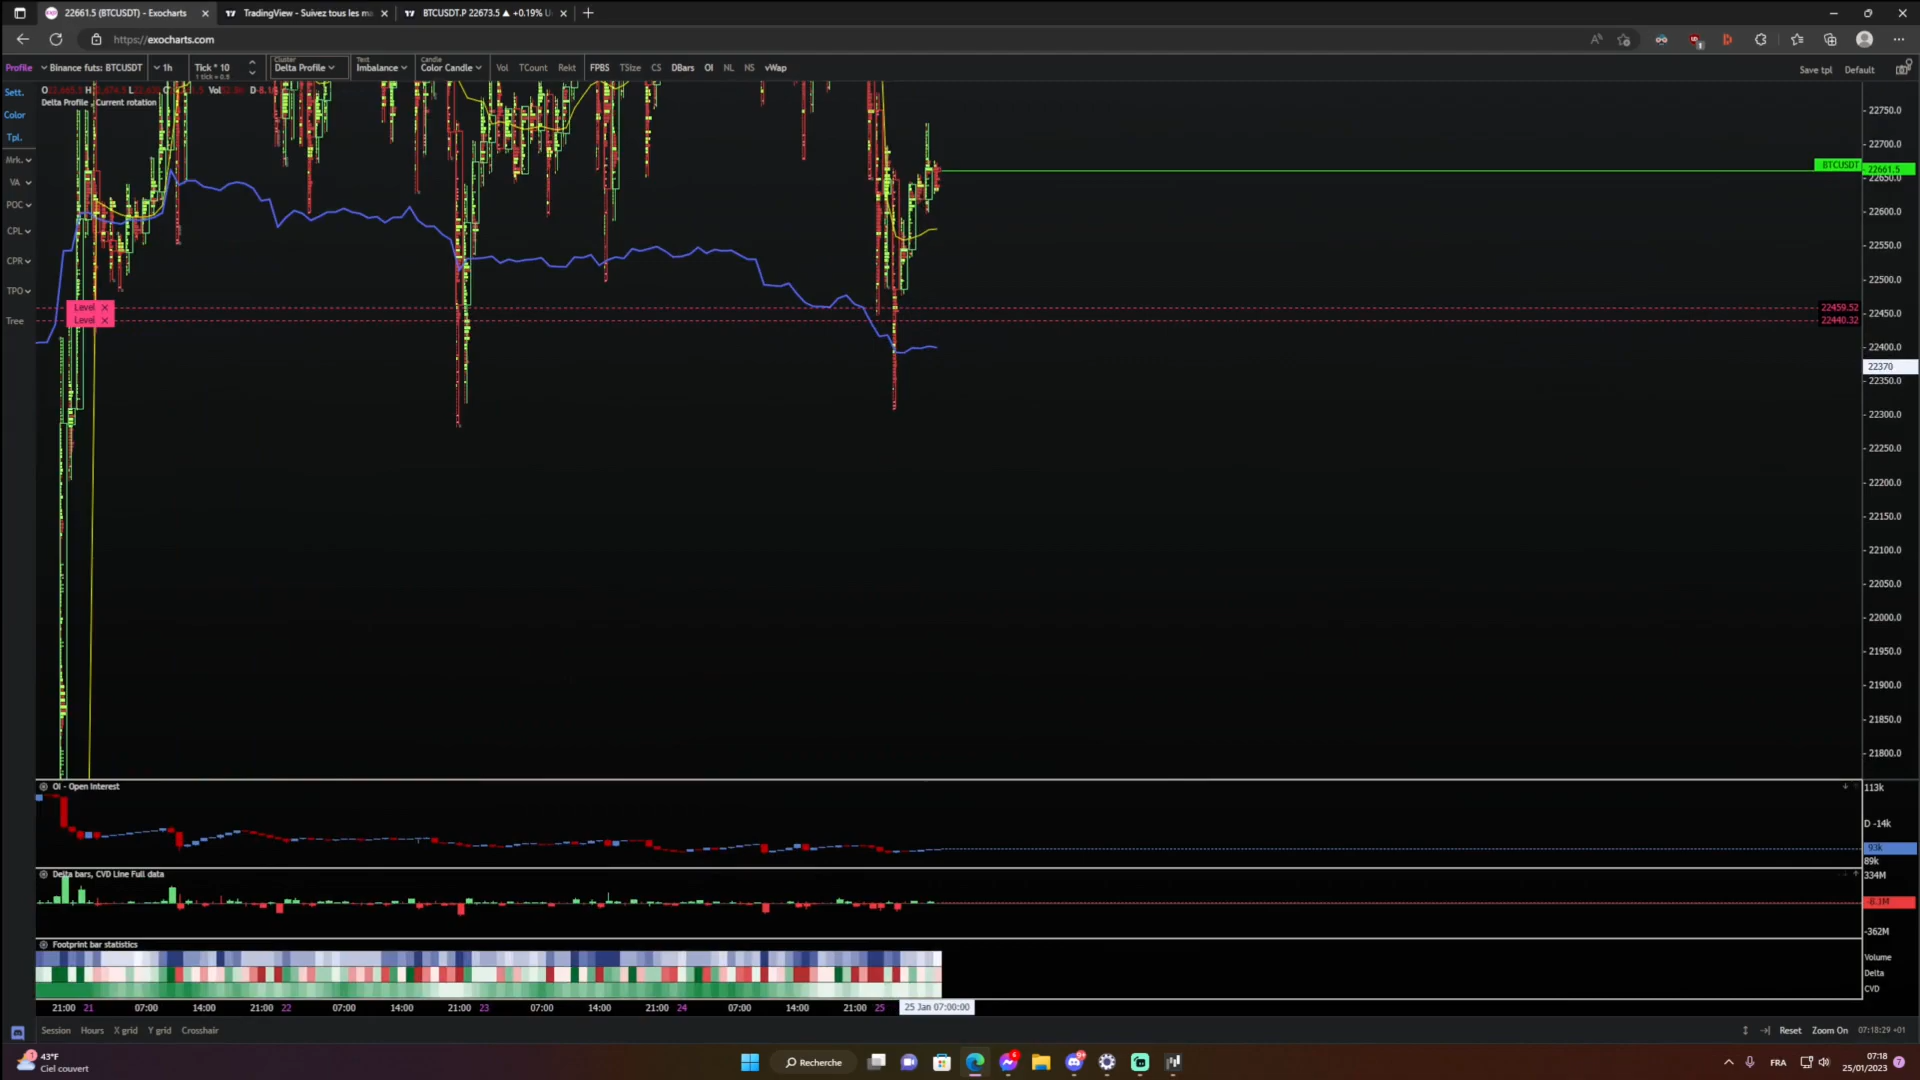 22661.5 (BTCUSDT) - Exocharts
TradingView - Suivez tous les ma
BTCUSDT.P 22673.5 ▲ +0.19% U
https://exocharts.com
Profile
Binance futs: BTCUSDT
1h
Tick * 10
1 tick = 0.5
Cluster
Delta Profile
Text
Imbalance
Candle
Color Candle
Vol
TCount
Rekt
FPBS
TSize
CS
DBars
OI
NL
NS
vWap
Save tpl
Default
Sett.
Color
Tpl.
Mrk.
VA
POC
CPL
CPR
TPO
Tree
Delta Profile , Current rotation
Level ×
Level ×
22750.0
22700.0
BTCUSDT
22661.5
22650.0
22600.0
22550.0
22500.0
22459.52
22450.0
22440.32
22400.0
22370
22350.0
22300.0
22250.0
22200.0
22150.0
22100.0
22050.0
22000.0
21950.0
21900.0
21850.0
21800.0
OI - Open Interest
113k
D -14k
93k
89k
Delta bars, CVD Line Full data
334M
-362M
Footprint bar statistics
Volume
Delta
CVD
21:00 21 07:00 14:00 21:00 22 07:00 14:00 21:00 23 07:00 14:00 21:00 24 07:00 14:00 21:00 25 25 Jan 07:00:00
Session Hours X grid Y grid Crosshair
Reset Zoom On 07:18:29 +01
43°F
Ciel couvert
Recherche
FRA
07:18
25/01/2023